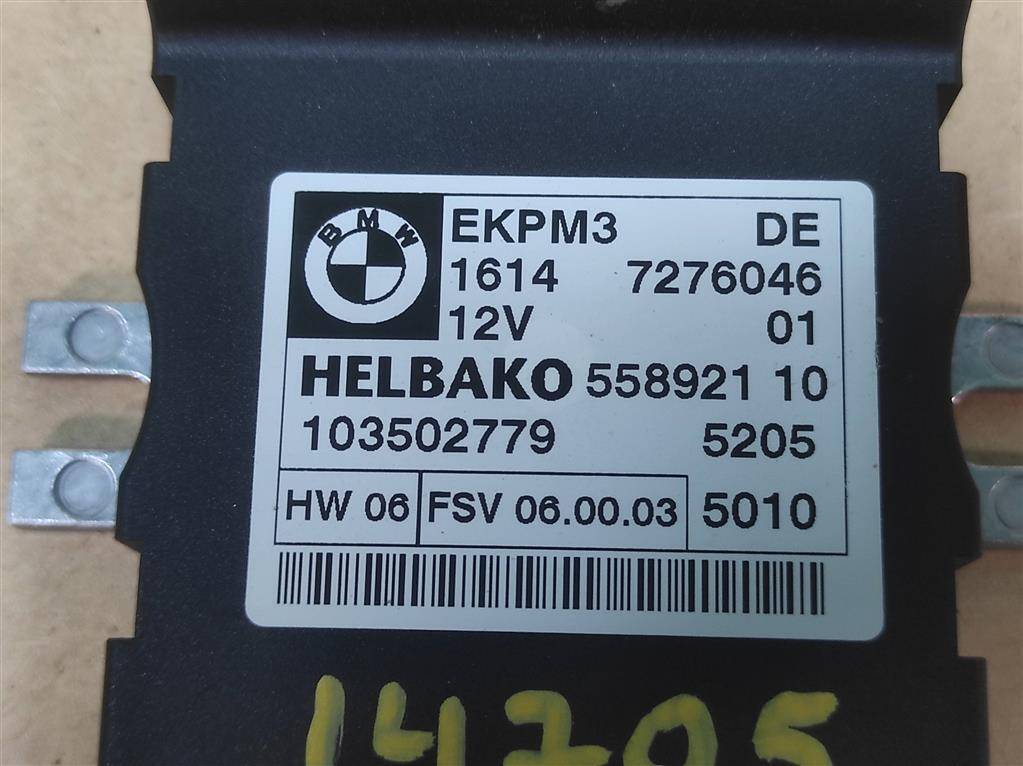 BMW
EKPM3 DE
1614 7276046
12V 01
HELBAKO 558921 10
103502779 5205
HW 06 FSV 06.00.03 5010
14205